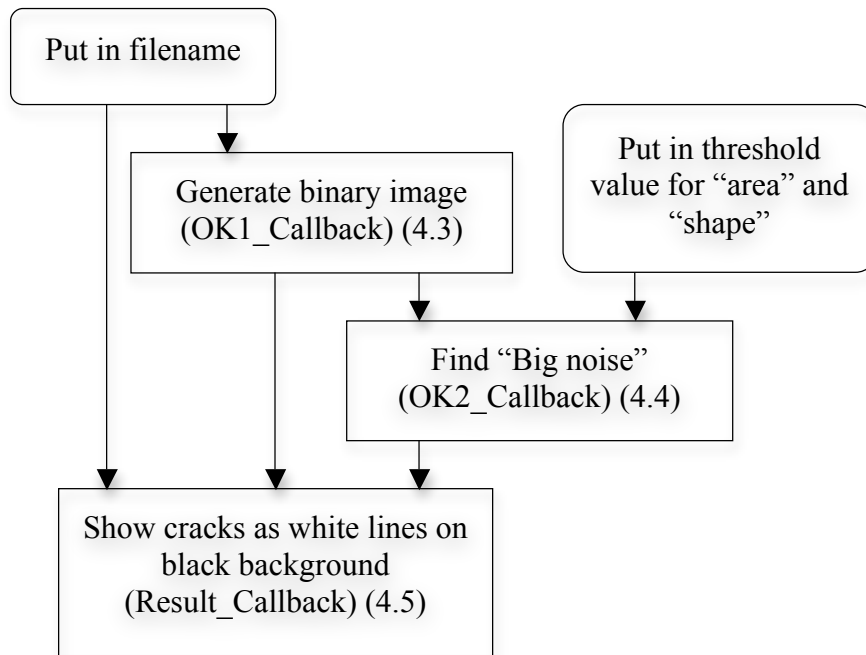 Put in filename
Generate binary image
(OK1_Callback) (4.3)
Put in threshold
value for “area” and
“shape”
Find “Big noise”
(OK2_Callback) (4.4)
Show cracks as white lines on
black background
(Result_Callback) (4.5)